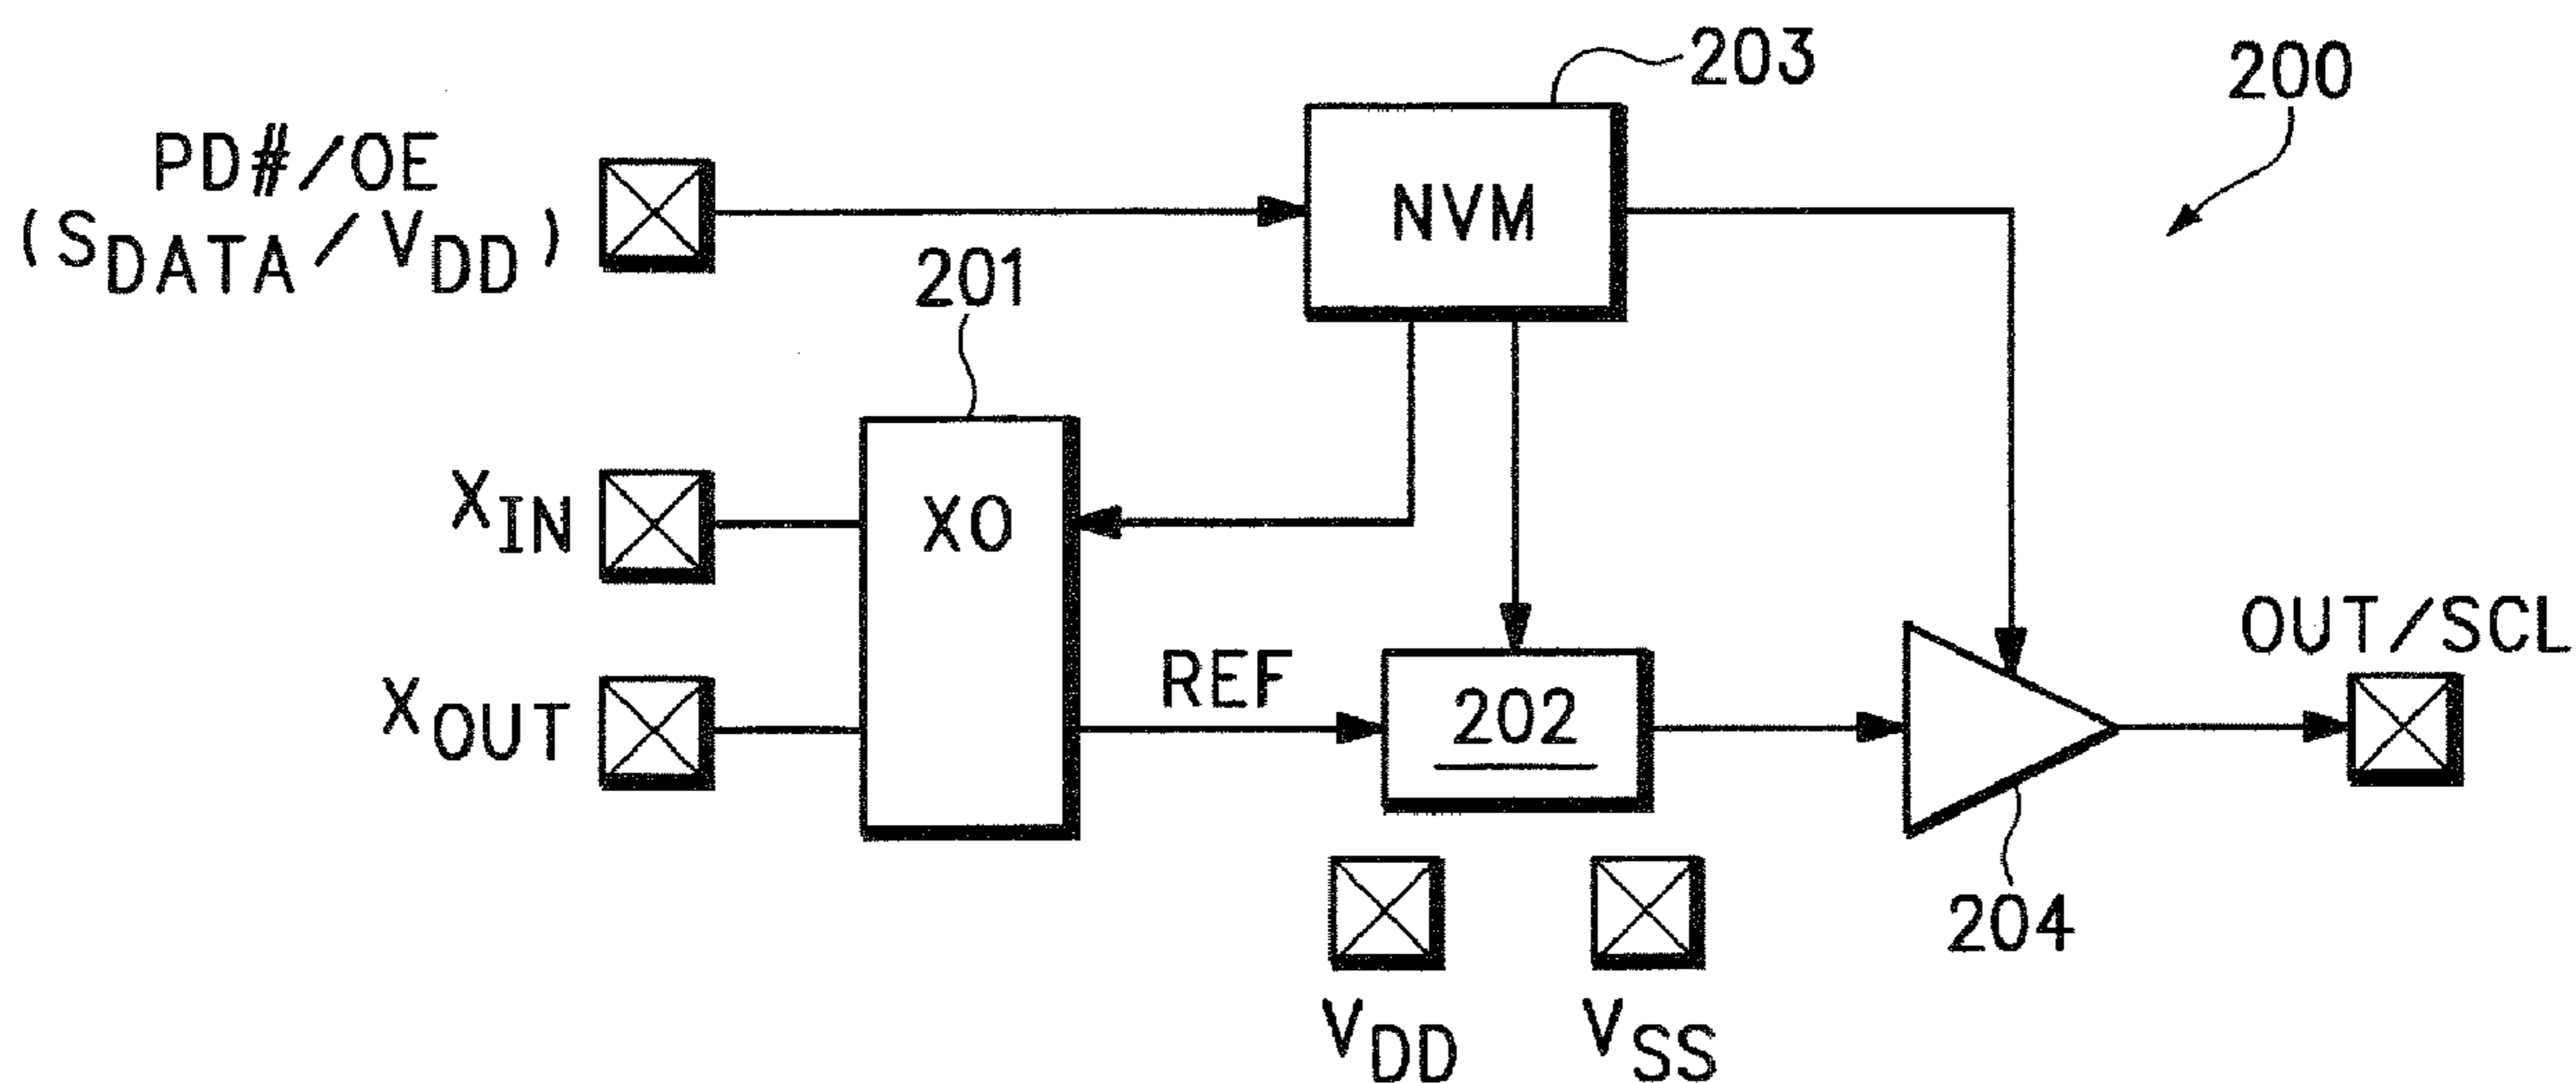 203
200
PD#/OE
(SDATA/VDD)
NVM
201
XIN
XO
OUT/SCL
XOUT
REF
202
204
VDD
VSS